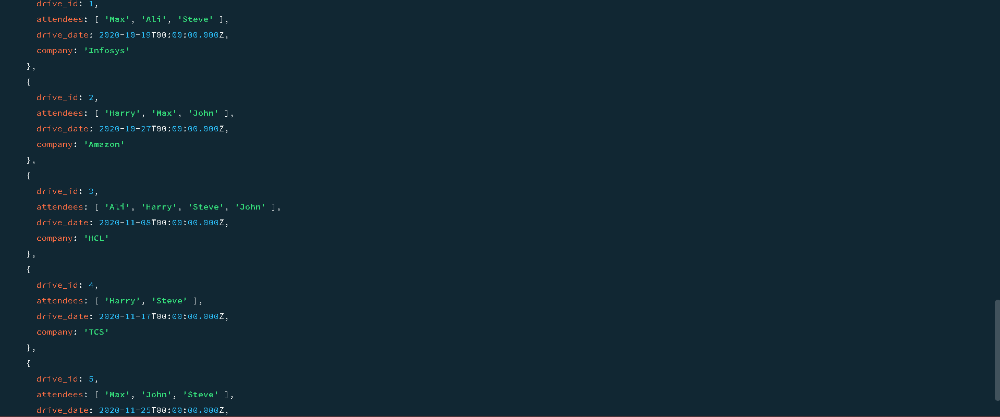 drive_id: 1,
attendees: [ 'Max', 'Ali', 'Steve' ],
drive_date: 2020-10-19T00:00:00.000Z,
company: 'Infosys'
},
{
drive_id: 2,
attendees: [ 'Harry', 'Max', 'John' ],
drive_date: 2020-10-27T00:00:00.000Z,
company: 'Amazon'
},
{
drive_id: 3,
attendees: [ 'Ali', 'Harry', 'Steve', 'John' ],
drive_date: 2020-11-08T00:00:00.000Z,
company: 'HCL'
},
{
drive_id: 4,
attendees: [ 'Harry', 'Steve' ],
drive_date: 2020-11-17T00:00:00.000Z,
company: 'TCS'
},
{
drive_id: 5,
attendees: [ 'Max', 'John', 'Steve' ],
drive_date: 2020-11-25T00:00:00.000Z,